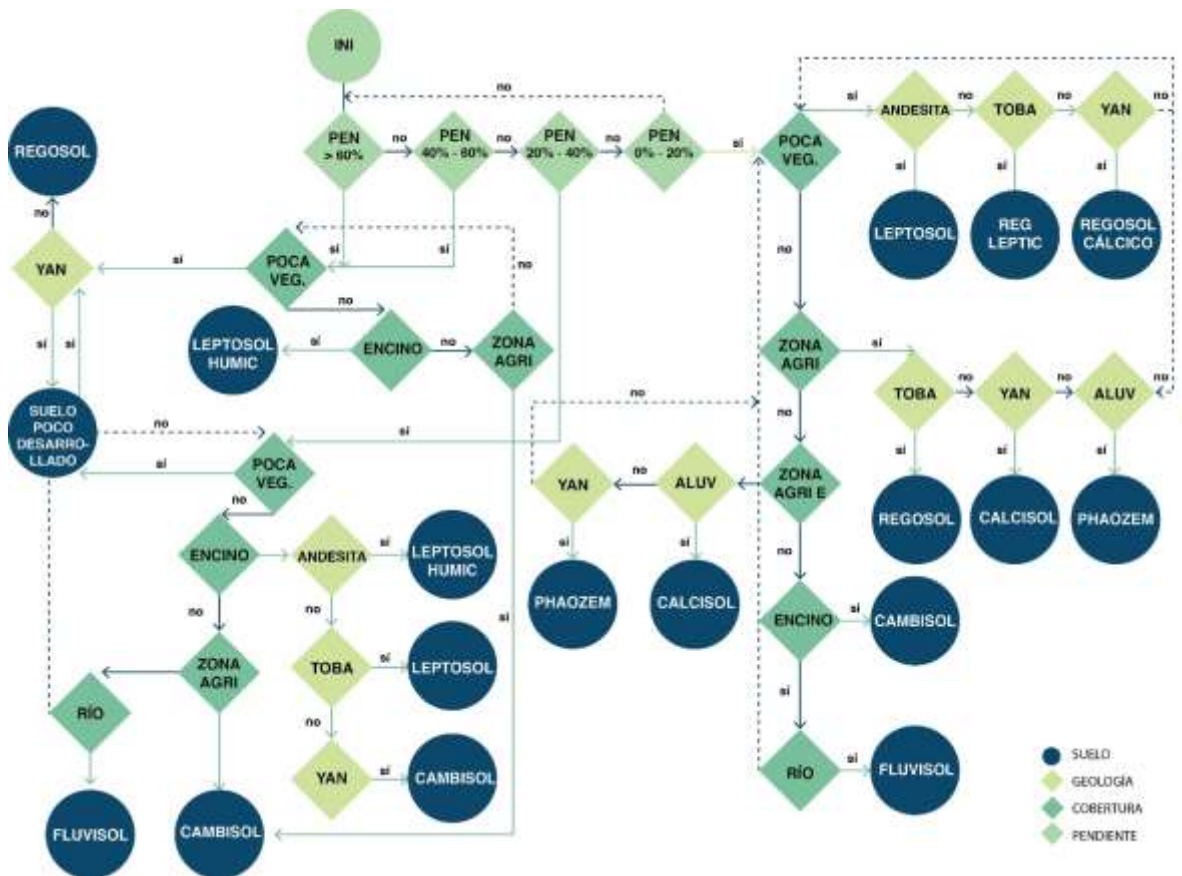 INI
no
PEN
> 60%
no
PEN
40% - 60%
no
PEN
20% - 40%
no
PEN
0% - 20%
sí
POCA
VEG.
sí
ANDESITA
no
TOBA
no
YAN
no
sí
sí
sí
LEPTOSOL
REG
LEPTIC
REGOSOL
CÁLCICO
REGOSOL
no
YAN
sí
sí
sí
sí
sí
POCA
VEG.
no
no
LEPTOSOL
HUMIC
sí
ENCINO
no
ZONA
AGRI
no
ZONA
AGRI
sí
TOBA
no
YAN
no
ALUV
no
sí
sí
sí
REGOSOL
CALCISOL
PHAOZEM
SUELO
POCO
DESARRO-
LLADO
no
sí
sí
POCA
VEG.
no
no
no
ZONA
AGRI E
ALUV
no
YAN
no
sí
sí
PHAOZEM
CALCISOL
no
ENCINO
sí
CAMBISOL
sí
RÍO
sí
FLUVISOL
ENCINO
ANDESITA
sí
LEPTOSOL
HUMIC
no
no
sí
ZONA
AGRI
no
TOBA
sí
LEPTOSOL
RÍO
no
YAN
sí
CAMBISOL
FLUVISOL
CAMBISOL
SUELO
GEOLOGÍA
COBERTURA
PENDIENTE